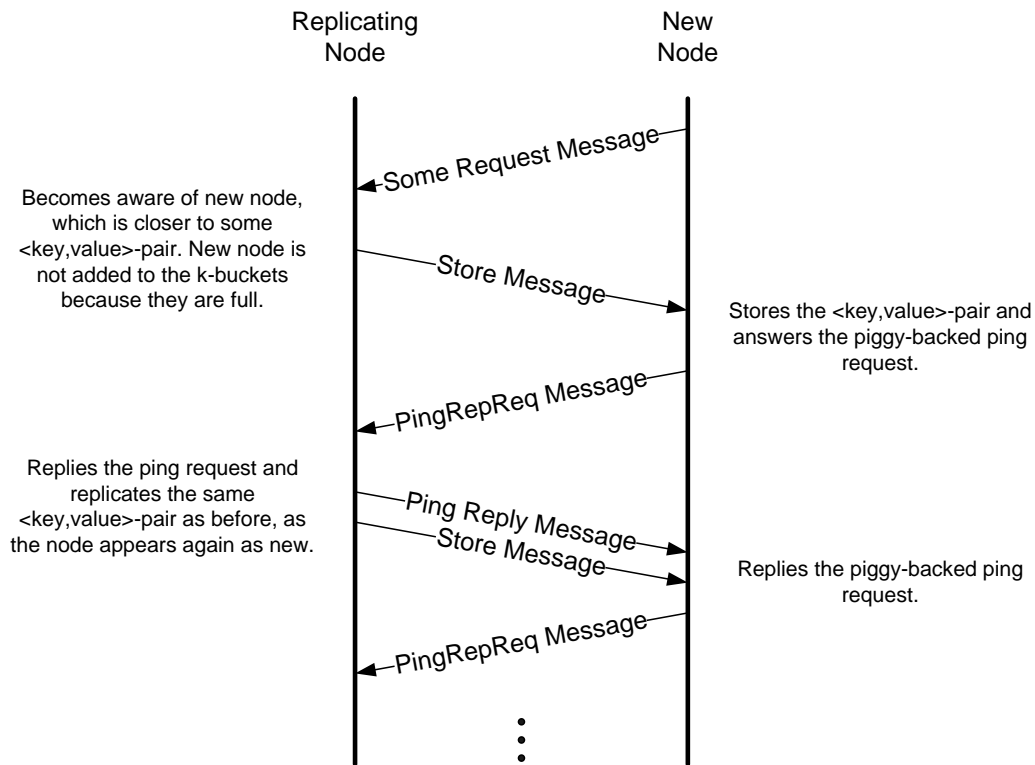 Replicating
Node
New
Node
Some Request Message
Becomes aware of new node,
which is closer to some
<key,value>-pair. New node is
not added to the k-buckets
because they are full.
Store Message
Stores the <key,value>-pair and
answers the piggy-backed ping
request.
PingRepReq Message
Replies the ping request and
replicates the same
<key,value>-pair as before, as
the node appears again as new.
Ping Reply Message
Store Message
Replies the piggy-backed ping
request.
PingRepReq Message